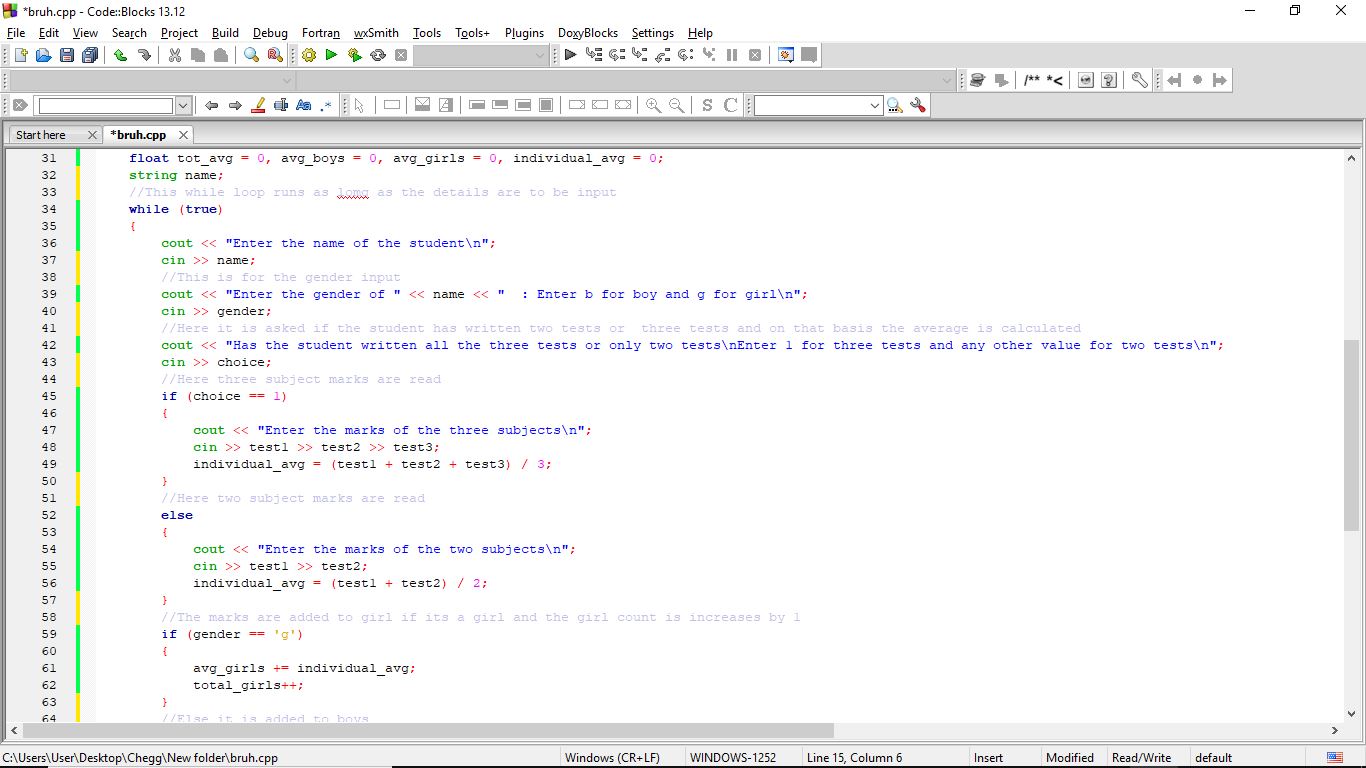 *bruh.cpp - Code::Blocks 13.12
File Edit View Search Project Build Debug Fortran wxSmith Tools Tools+ Plugins DoxyBlocks Settings Help
/** *<
Aa .* S C
Start here *bruh.cpp
31 float tot_avg = 0, avg_boys = 0, avg_girls = 0, individual_avg = 0;
32 string name;
33 //This while loop runs as lomg as the details are to be input
34 while (true)
35 {
36 cout << "Enter the name of the student\n";
37 cin >> name;
38 //This is for the gender input
39 cout << "Enter the gender of " << name << "  : Enter b for boy and g for girl\n";
40 cin >> gender;
41 //Here it is asked if the student has written two tests or  three tests and on that basis the average is calculated
42 cout << "Has the student written all the three tests or only two tests\nEnter 1 for three tests and any other value for two tests\n";
43 cin >> choice;
44 //Here three subject marks are read
45 if (choice == 1)
46 {
47 cout << "Enter the marks of the three subjects\n";
48 cin >> test1 >> test2 >> test3;
49 individual_avg = (test1 + test2 + test3) / 3;
50 }
51 //Here two subject marks are read
52 else
53 {
54 cout << "Enter the marks of the two subjects\n";
55 cin >> test1 >> test2;
56 individual_avg = (test1 + test2) / 2;
57 }
58 //The marks are added to girl if its a girl and the girl count is increases by 1
59 if (gender == 'g')
60 {
61 avg_girls += individual_avg;
62 total_girls++;
63 }
64 //Else it is added to boys
C:\Users\User\Desktop\Chegg\New folder\bruh.cpp Windows (CR+LF) WINDOWS-1252 Line 15, Column 6 Insert Modified Read/Write default